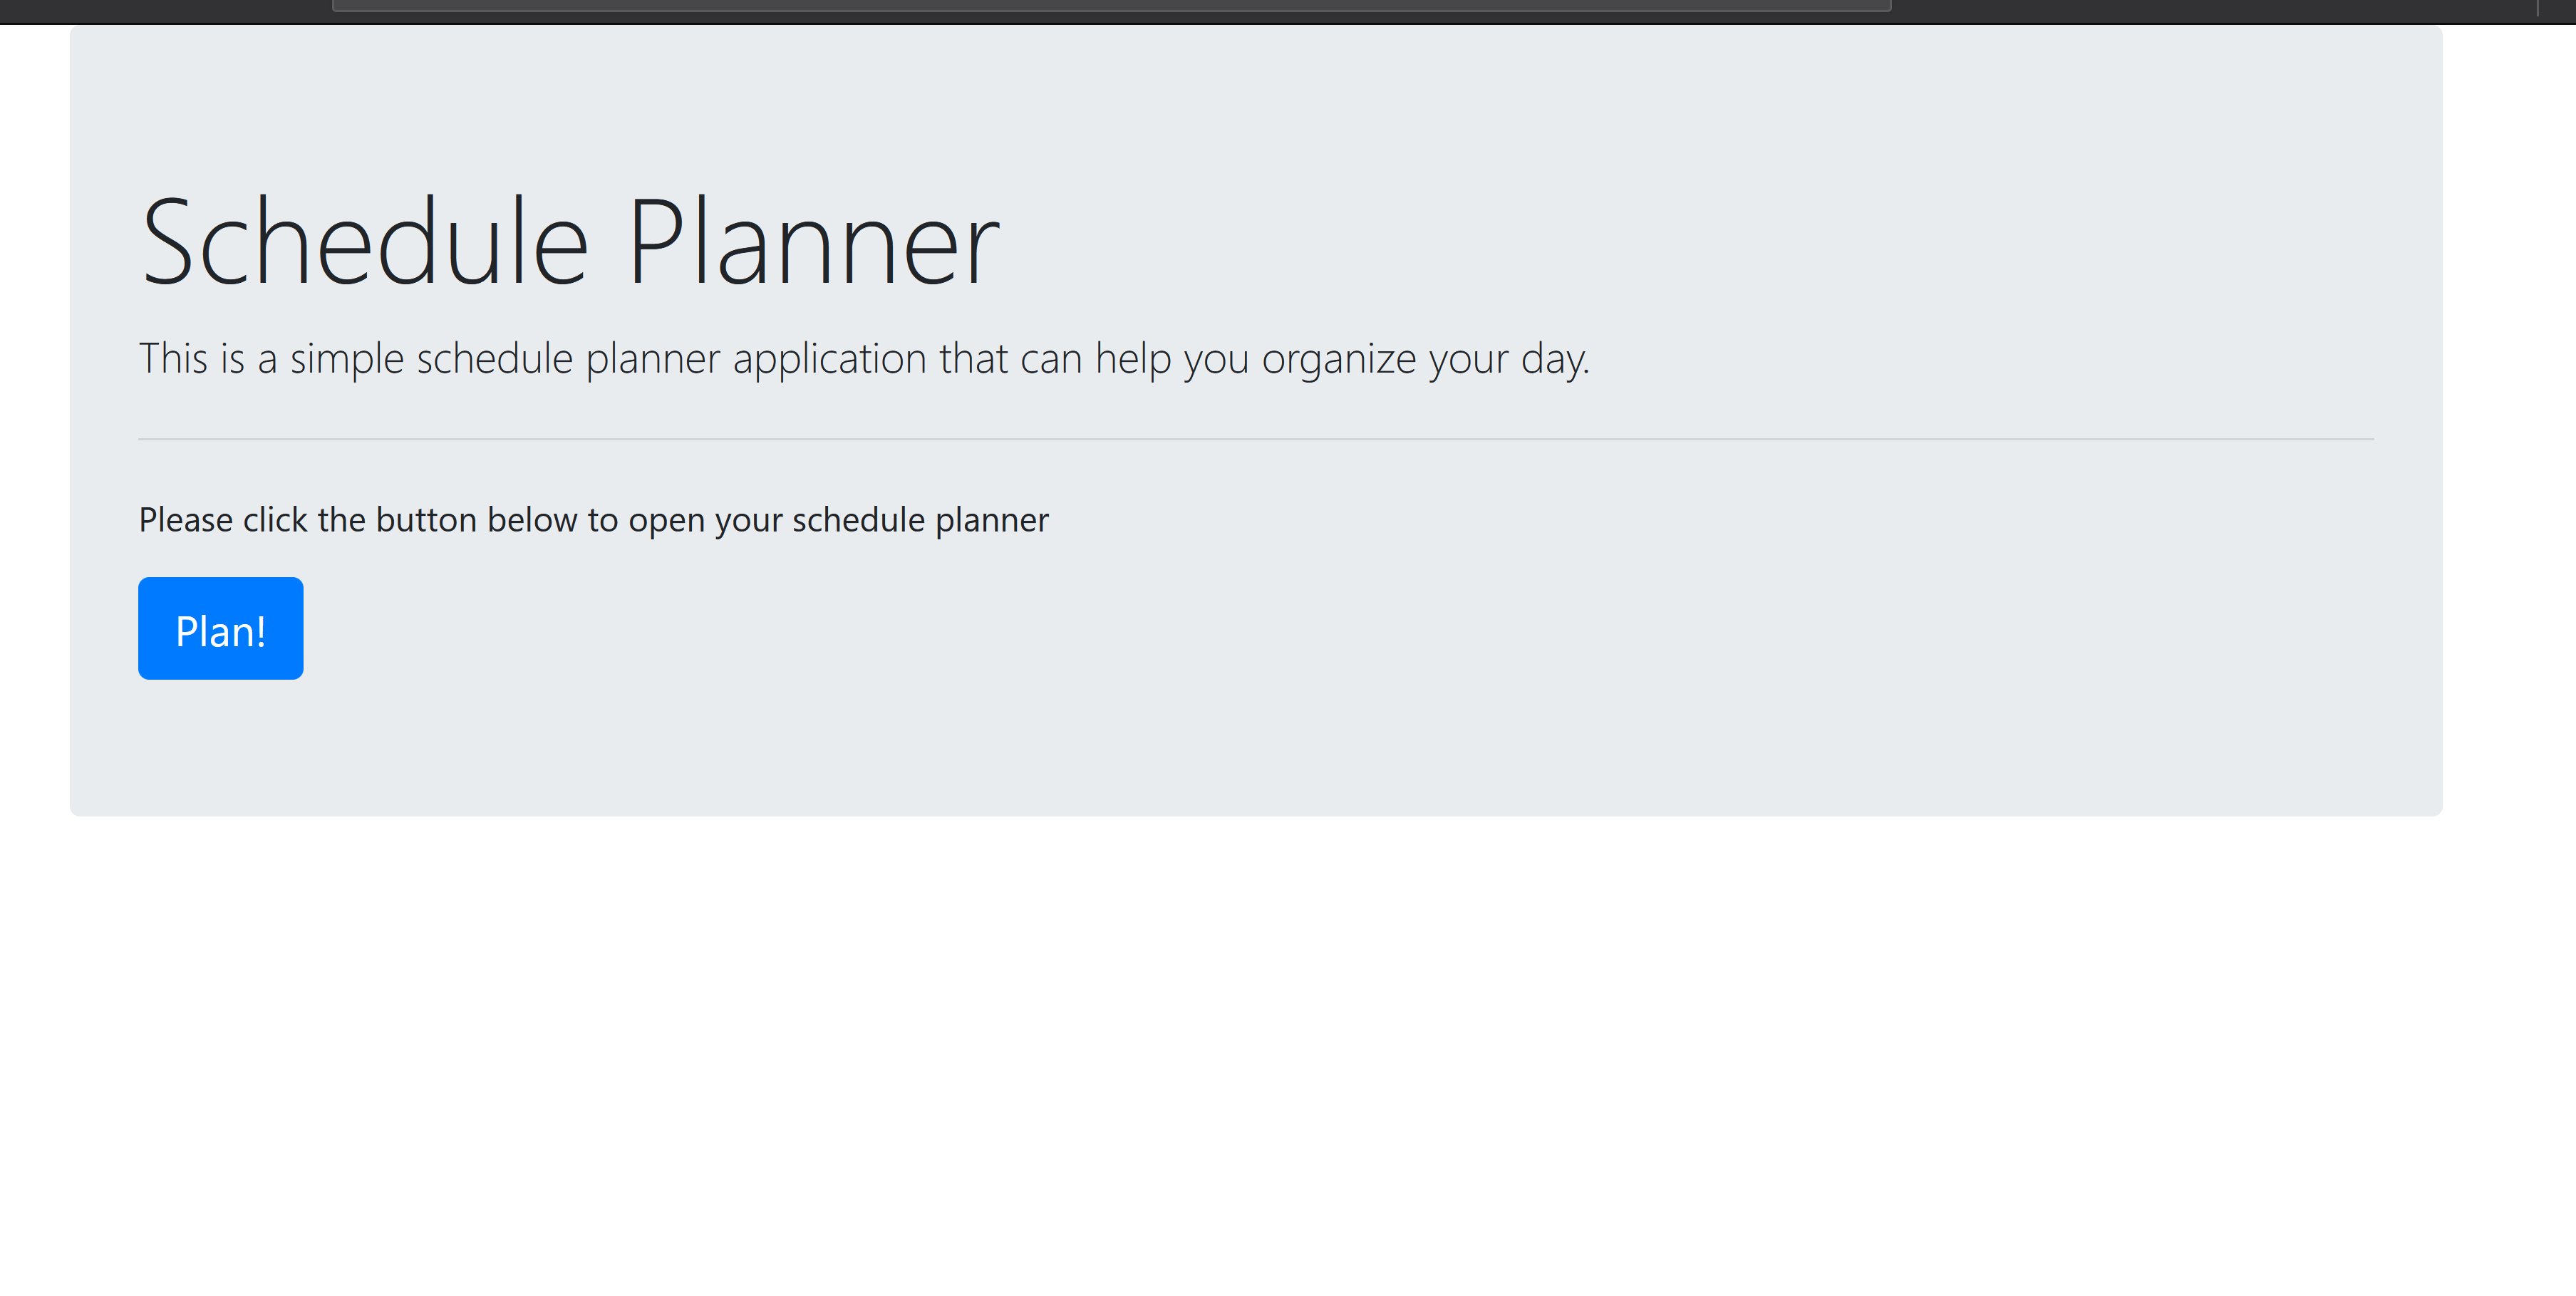 Schedule Planner
This is a simple schedule planner application that can help you organize your day.
Please click the button below to open your schedule planner
Plan!